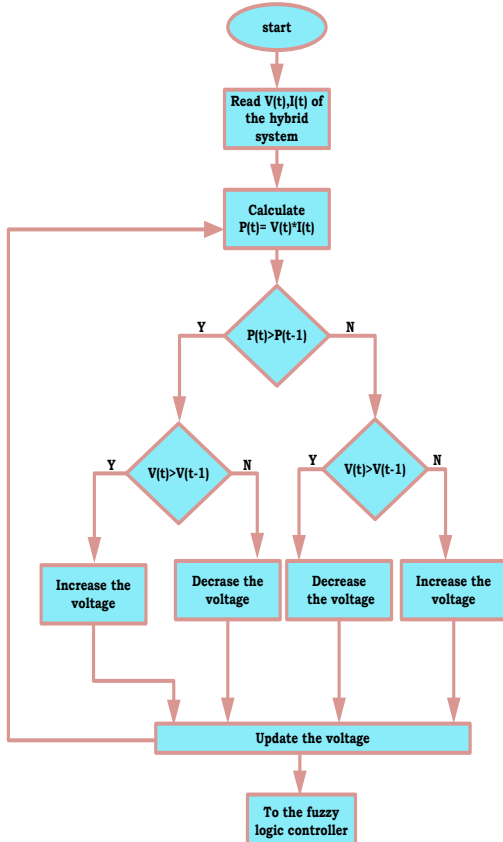 start
Read V(t),I(t) of
the hybrid
system
Calculate
P(t)= V(t)*I(t)
P(t)>P(t-1)
Y
N
V(t)>V(t-1)
Y
N
V(t)>V(t-1)
Y
N
Increase the
voltage
Decrase the
voltage
Decrease
the voltage
Increase the
voltage
Update the voltage
To the fuzzy
logic controller